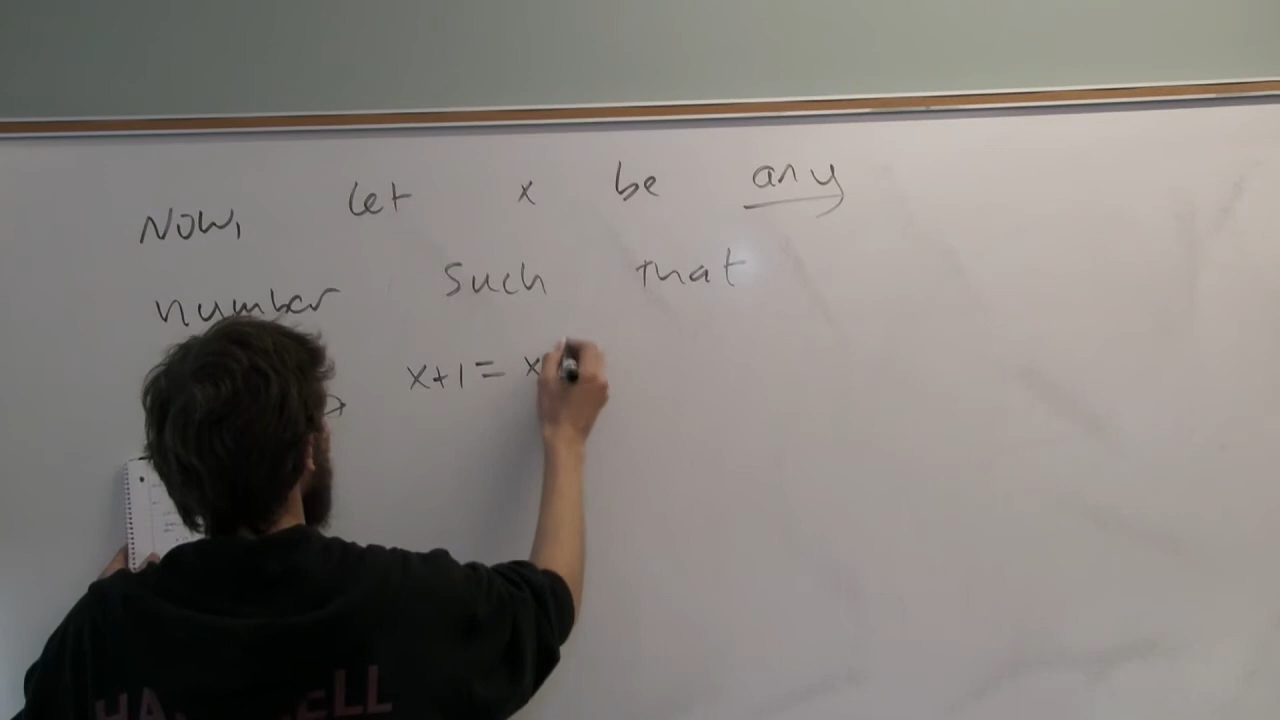 Now, let x be any
number such that
x+1 = x